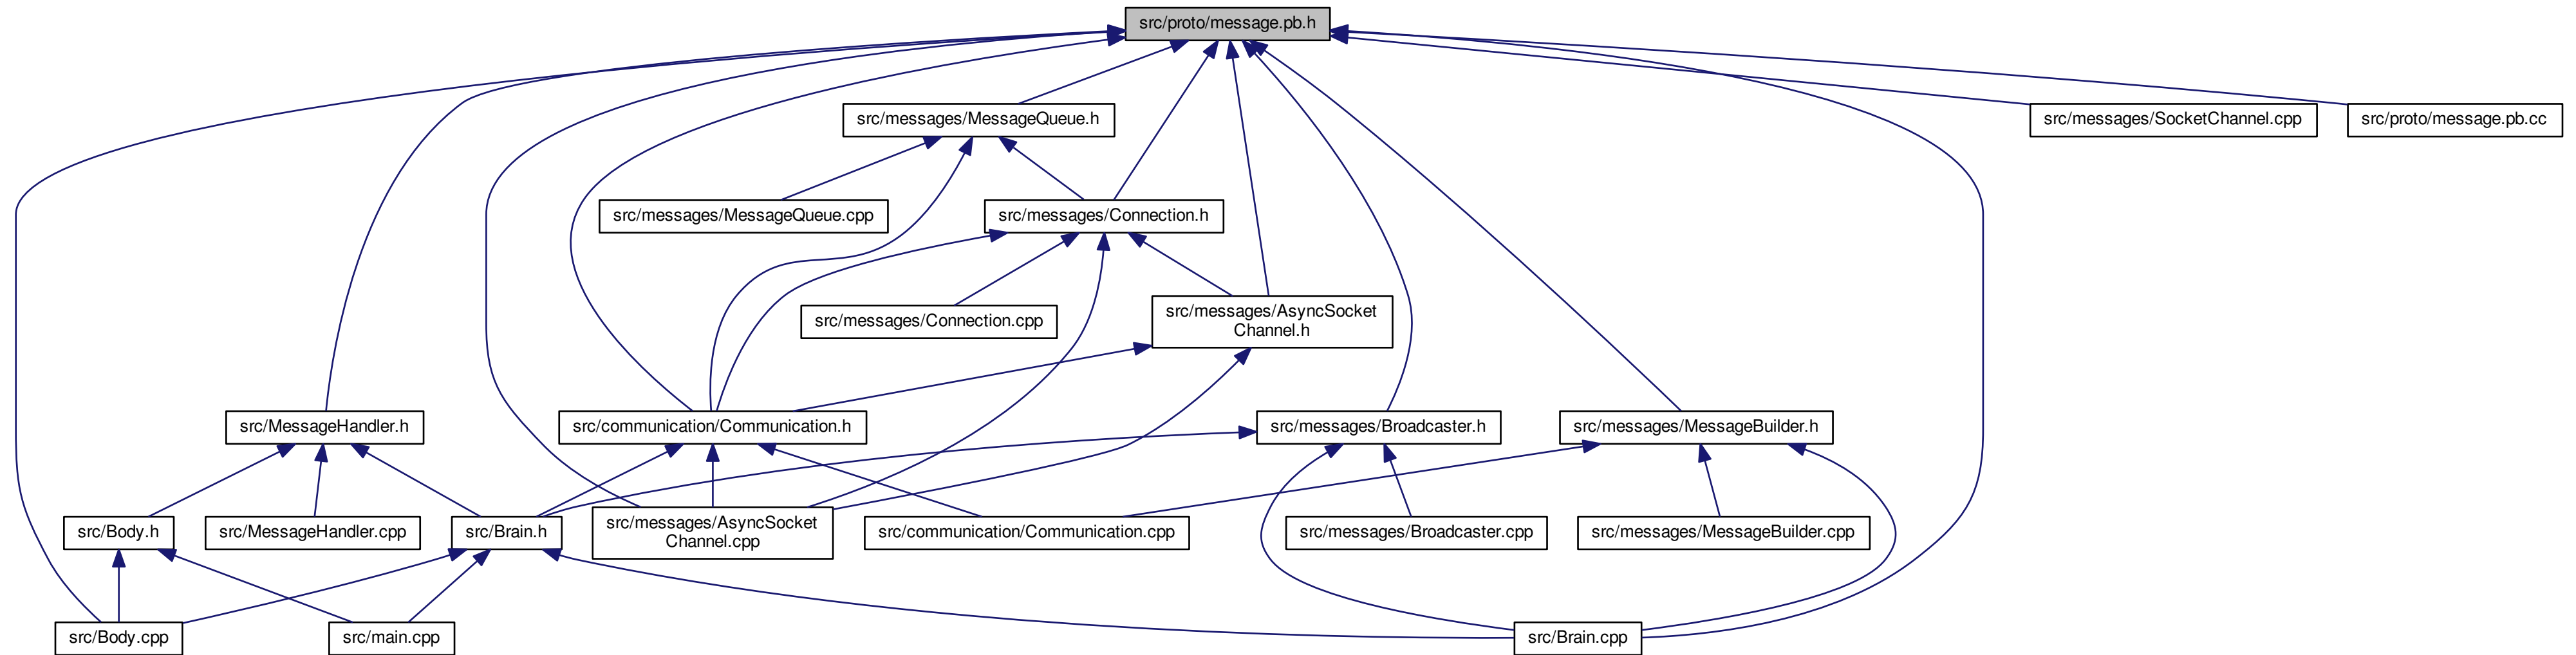 src/proto/message.pb.h
src/messages/MessageQueue.h
src/messages/SocketChannel.cpp
src/proto/message.pb.cc
src/messages/MessageQueue.cpp
src/messages/Connection.h
src/messages/Connection.cpp
src/messages/AsyncSocket
Channel.h
src/MessageHandler.h
src/communication/Communication.h
src/messages/Broadcaster.h
src/messages/MessageBuilder.h
src/Body.h
src/MessageHandler.cpp
src/Brain.h
src/messages/AsyncSocket
Channel.cpp
src/communication/Communication.cpp
src/messages/Broadcaster.cpp
src/messages/MessageBuilder.cpp
src/Body.cpp
src/main.cpp
src/Brain.cpp